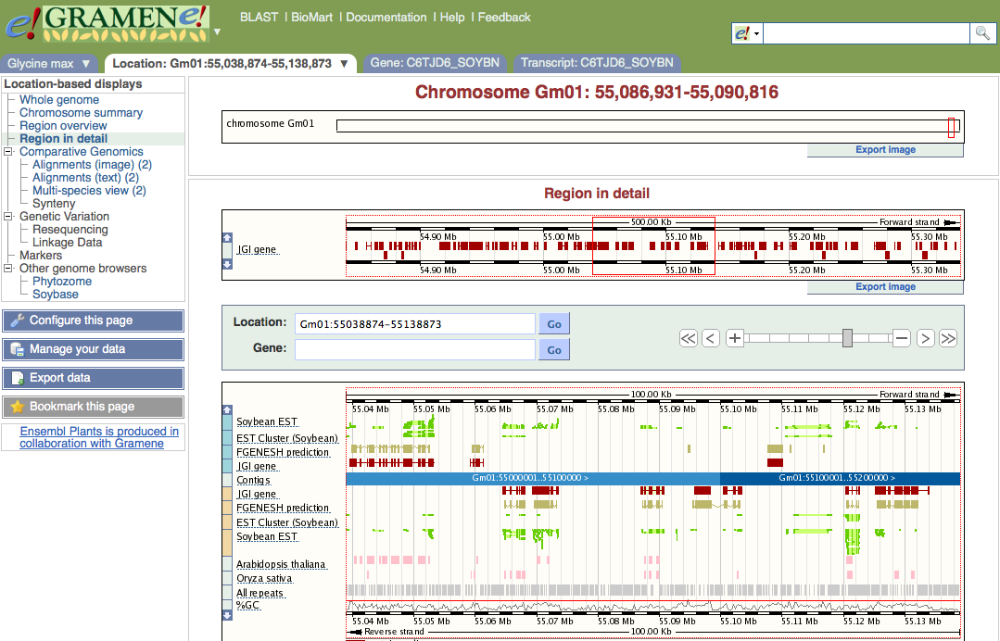 e! GRAMENE e!
BLAST | BioMart | Documentation | Help | Feedback
e!
Glycine max ▼
Location: Gm01:55,038,874-55,138,873 ▼
Gene: C6TJD6_SOYBN
Transcript: C6TJD6_SOYBN
Location-based displays
Whole genome
Chromosome summary
Region overview
Region in detail
Comparative Genomics
Alignments (image) (2)
Alignments (text) (2)
Multi-species view (2)
Synteny
Genetic Variation
Resequencing
Linkage Data
Markers
Other genome browsers
Phytozome
Soybase
Configure this page
Manage your data
Export data
Bookmark this page
Ensembl Plants is produced in
collaboration with Gramene
Chromosome Gm01: 55,086,931-55,090,816
chromosome Gm01
Export image
Region in detail
500.00 Kb Forward strand
54.90 Mb 55.00 Mb 55.10 Mb 55.20 Mb 55.30 Mb
JGI gene
54.90 Mb 55.00 Mb 55.10 Mb 55.20 Mb 55.30 Mb
Export image
Location: Gm01:55038874-55138873 Go
Gene: Go
<< < + − > >>
100.00 Kb Forward strand
55.04 Mb 55.05 Mb 55.06 Mb 55.07 Mb 55.08 Mb 55.09 Mb 55.10 Mb 55.11 Mb 55.12 Mb 55.13 Mb
Soybean EST
EST Cluster (Soybean)
FGENESH prediction
JGI gene
Contigs Gm01:55000001..55100000 > Gm01:55100001..55200000 >
JGI gene
FGENESH prediction
EST Cluster (Soybean)
Soybean EST
Arabidopsis thaliana
Oryza sativa
All repeats
%GC
55.04 Mb 55.05 Mb 55.06 Mb 55.07 Mb 55.08 Mb 55.09 Mb 55.10 Mb 55.11 Mb 55.12 Mb 55.13 Mb
Reverse strand 100.00 Kb